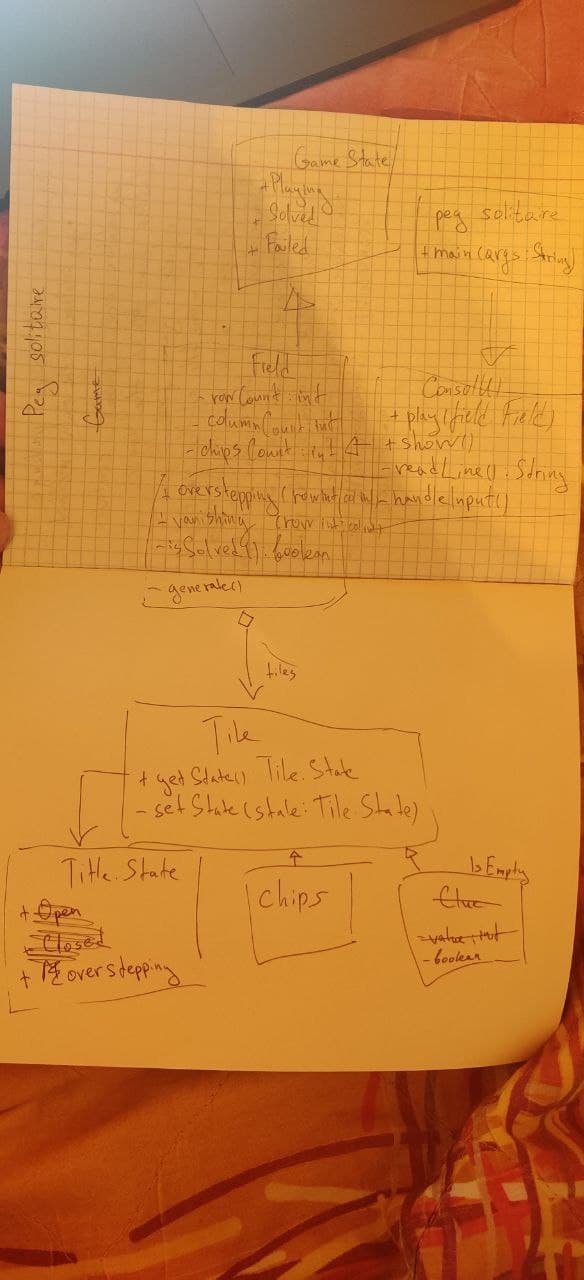 Peg solitaire
Game
Game State
+ Playing
+ Solved
+ Failed
peg solitaire
+ main(args: String)
Field
- rowCount: int
- columnCount: int
- chipsCount: int
+ overstepping (row int, col int)
+ vanishing (row int; col int)
- isSolved(): boolean
- generate()
ConsolUI
+ play(field Field)
+ show()
- readLine(): String
- handleInput()
tiles
Tile
+ getState() Tile.State
- setState(state: Tile.State)
Title.State
+ Open
+ Closed
+ overstepping
Chips
IsEmpty
Clue
- value; int
- boolean